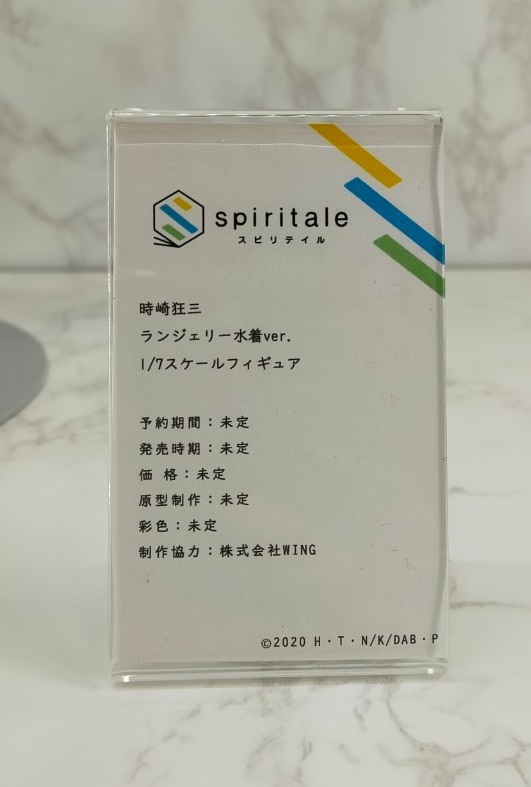 spiritale
スピリテイル
時崎狂三
ランジェリー水着ver.
1/7スケールフィギュア
予約期間：未定
発売時期：未定
価 格：未定
原型制作：未定
彩色：未定
制作協力：株式会社WING
©2020 H・T・N/K/DAB・P